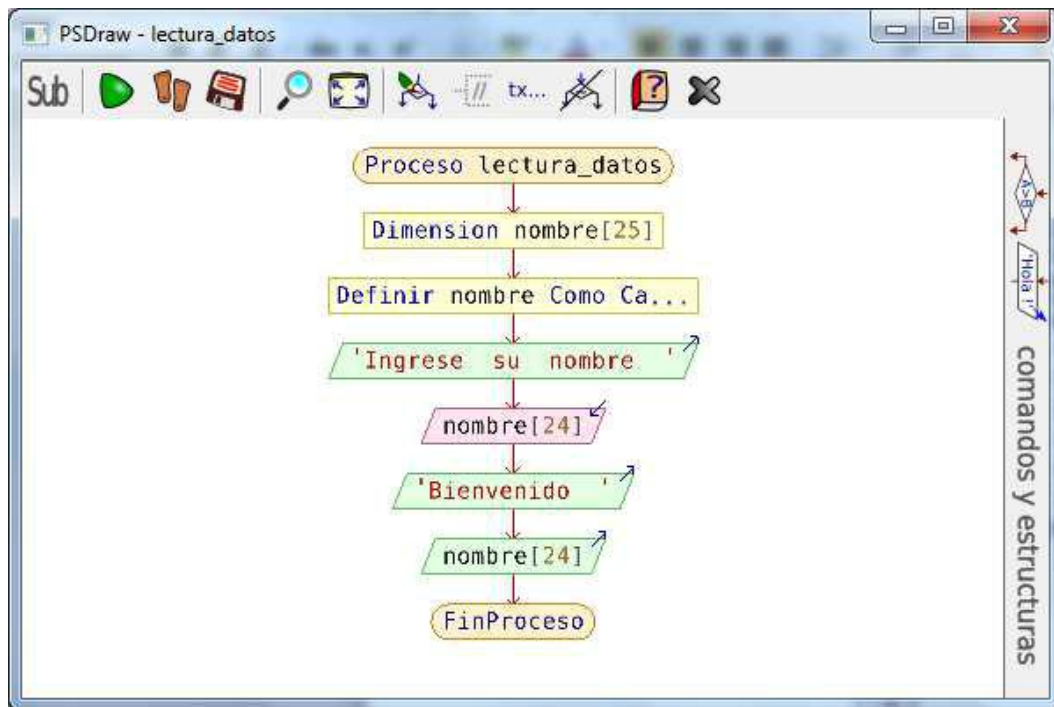 PSDraw - lectura_datos
Sub
tx...
Proceso lectura_datos
Dimension nombre[25]
Definir nombre Como Ca...
'Ingrese su nombre '
nombre[24]
'Bienvenido '
nombre[24]
FinProceso
A>B
'Hola !'
comandos y estructuras